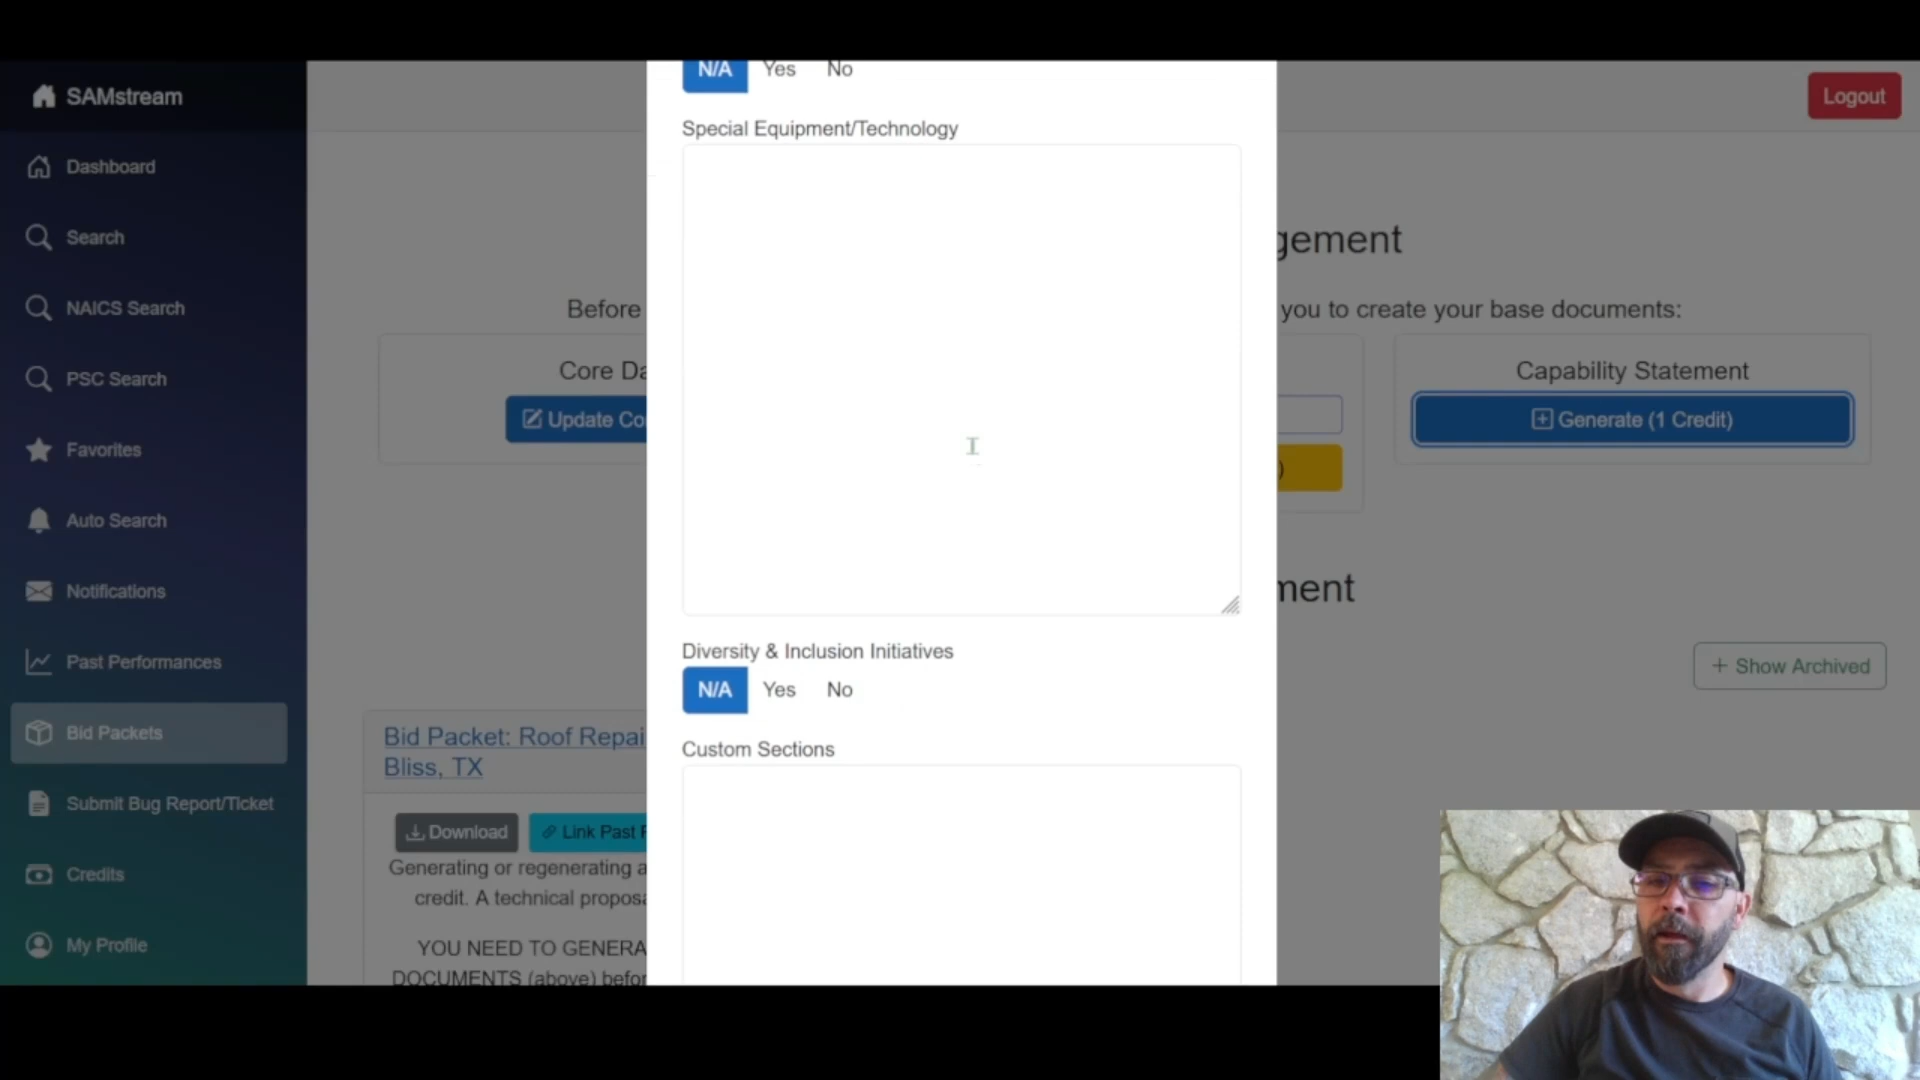 SAMstream
Dashboard
Search
NAICS Search
PSC Search
Favorites
Auto Search
Notifications
Past Performances
Bid Packets
Submit Bug Report/Ticket
Credits
My Profile
Logout
gement
Before
you to create your base documents:
Core Da
Update Co
)
Capability Statement
Generate (1 Credit)
ment
Show Archived
Bid Packet: Roof Repai
Bliss, TX
Download
Link Past
Generating or regenerating a
credit. A technical proposa
YOU NEED TO GENERA
DOCUMENTS (above) befor
N/A Yes No
Special Equipment/Technology
Diversity & Inclusion Initiatives
N/A Yes No
Custom Sections